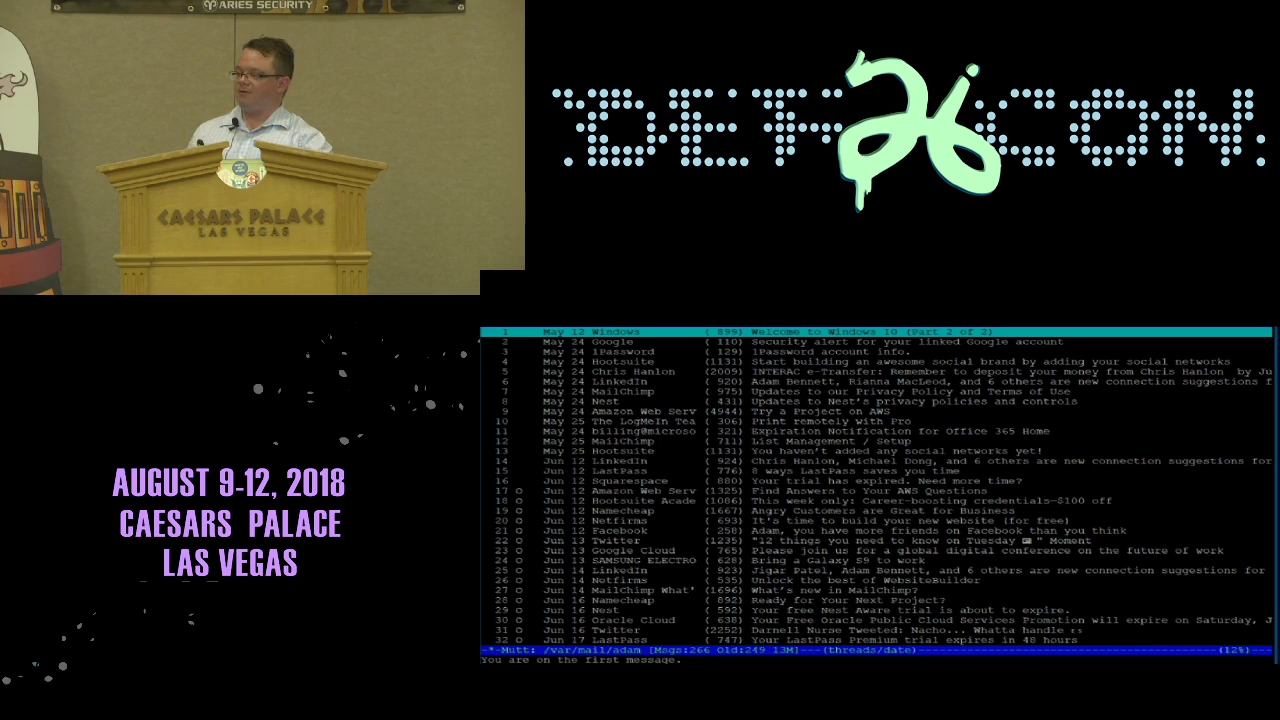 ARIES SECURITY
CAESARS PALACE
LAS VEGAS
DEF 26 CON
AUGUST 9-12, 2018
CAESARS PALACE
LAS VEGAS
1 May 12 Windows ( 899) Welcome to Windows 10 (Part 2 of 2)
2 May 24 Google ( 110) Security alert for your linked Google account
3 May 24 1Password ( 129) 1Password account info.
4 May 24 Hootsuite (1131) Start building an awesome social brand by adding your social networks
5 May 24 Chris Hanlon (2009) INTERAC e-Transfer: Remember to deposit your money from Chris Hanlon by Ju
6 May 24 LinkedIn ( 920) Adam Bennett, Rianna MacLeod, and 6 others are new connection suggestions f
7 May 24 MailChimp ( 975) Updates to our Privacy Policy and Terms of Use
8 May 24 Nest ( 431) Updates to Nest's privacy policies and controls
9 May 24 Amazon Web Serv (4944) Try a Project on AWS
10 May 25 The LogMeIn Tea ( 306) Print remotely with Pro
11 May 24 billing@microso ( 321) Expiration Notification for Office 365 Home
12 May 25 MailChimp ( 711) List Management / Setup
13 May 25 Hootsuite (1131) You haven't added any social networks yet!
14 Jun 12 LinkedIn ( 924) Chris Hanlon, Michael Dong, and 6 others are new connection suggestions for
15 Jun 12 LastPass ( 776) 8 ways LastPass saves you time
16 Jun 12 Squarespace ( 880) Your trial has expired. Need more time?
17 O Jun 12 Amazon Web Serv (1325) Find Answers to Your AWS Questions
18 O Jun 12 Hootsuite Acade (1086) This week only: Career-boosting credentials—$100 off
19 O Jun 12 Namecheap (1667) Angry Customers are Great for Business
20 O Jun 12 Netfirms ( 693) It's time to build your new website (for free)
21 O Jun 12 Facebook ( 258) Adam, you have more friends on Facebook than you think
22 O Jun 13 Twitter (1235) "12 things you need to know on Tuesday " Moment
23 O Jun 13 Google Cloud ( 765) Please join us for a global digital conference on the future of work
24 O Jun 13 SAMSUNG ELECTRO ( 628) Bring a Galaxy S9 to work
25 O Jun 14 LinkedIn ( 923) Jigar Patel, Adam Bennett, and 6 others are new connection suggestions for
26 O Jun 14 Netfirms ( 535) Unlock the best of WebsiteBuilder
27 O Jun 14 MailChimp What' (1696) What's new in MailChimp?
28 O Jun 16 Namecheap ( 892) Ready for Your Next Project?
29 O Jun 16 Nest ( 592) Your free Nest Aware trial is about to expire.
30 O Jun 16 Oracle Cloud ( 638) Your Free Oracle Public Cloud Services Promotion will expire on Saturday, J
31 O Jun 16 Twitter (2252) Darnell Nurse Tweeted: Nacho... Whatta handle
32 O Jun 17 LastPass ( 747) Your LastPass Premium trial expires in 48 hours
-*-Mutt: /var/mail/adam [Msgs:266 Old:249 13M]---(threads/date)---(12%)---
You are on the first message.